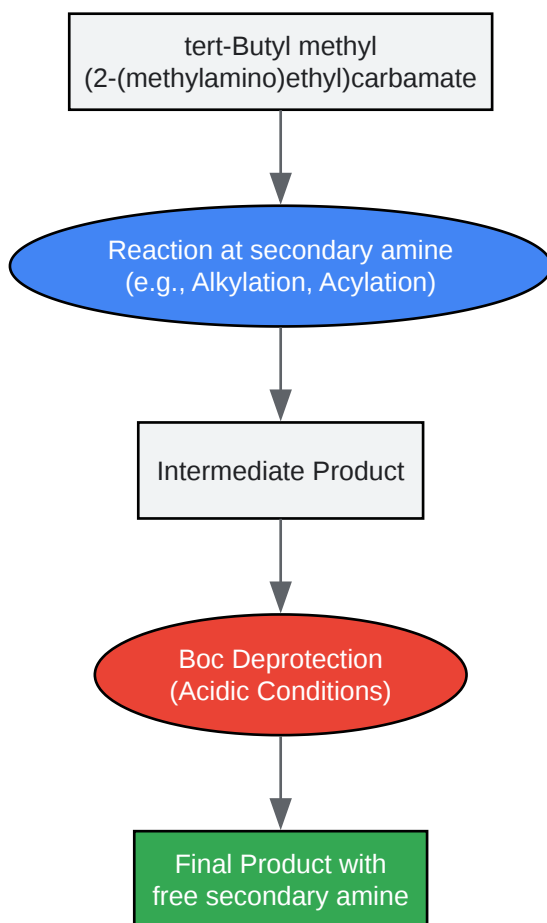 tert-Butyl methyl
(2-(methylamino)ethyl)carbamate
Reaction at secondary amine
(e.g., Alkylation, Acylation)
Intermediate Product
Boc Deprotection
(Acidic Conditions)
Final Product with
free secondary amine